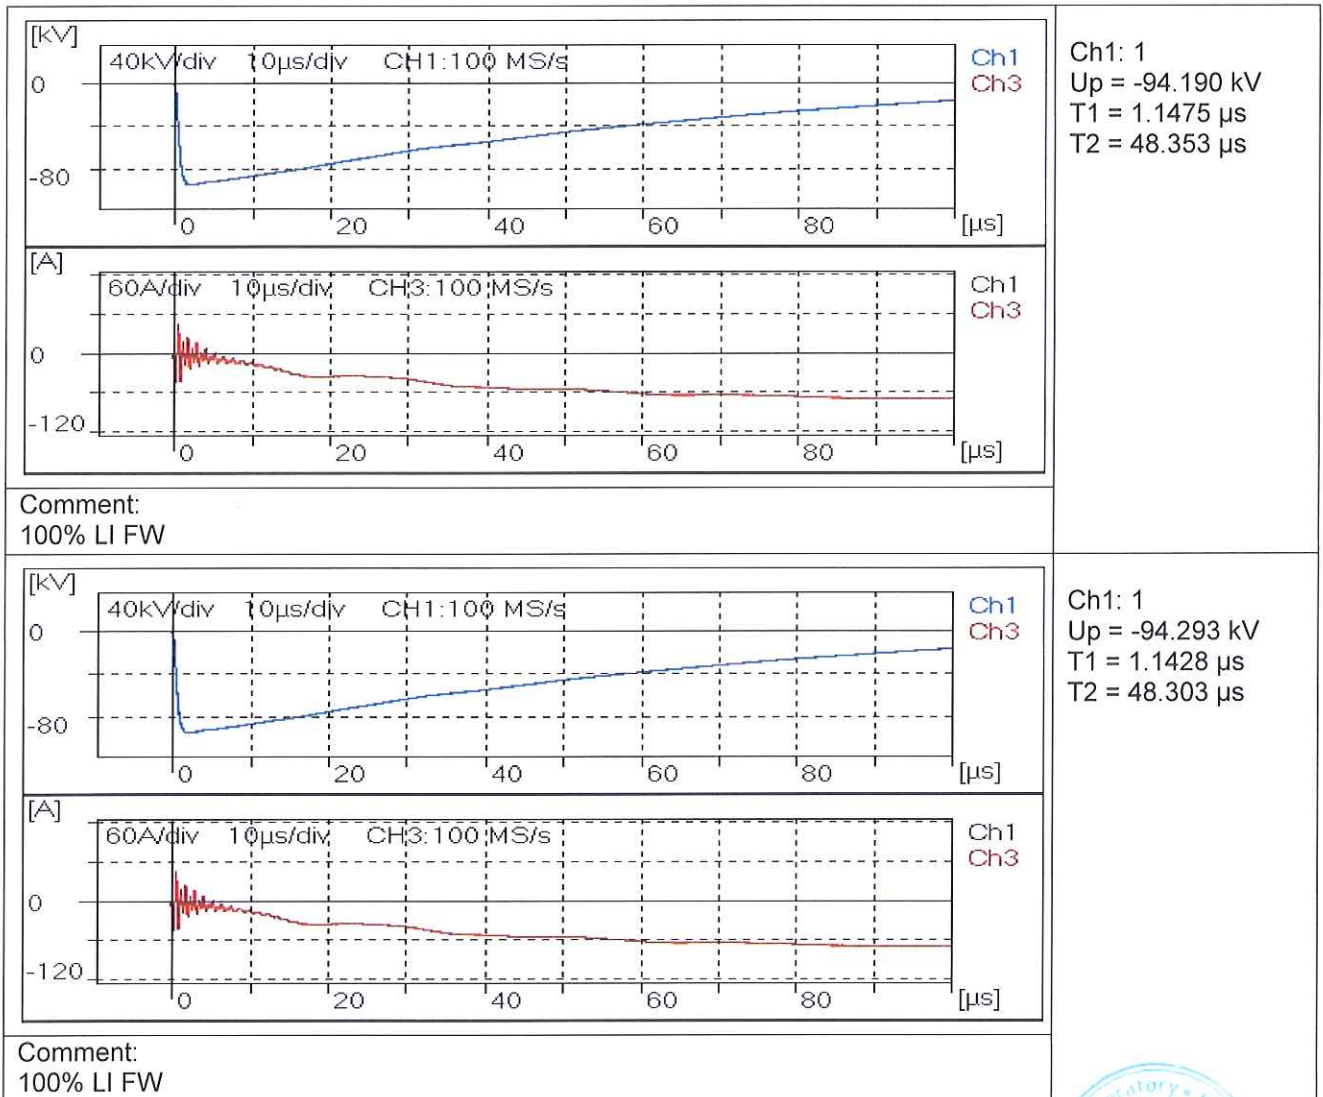 [kV]
40kV/div 10µs/div CH1:100 MS/s
Ch1
Ch3
0
-80
0 20 40 60 80 [µs]
[A]
60A/div 10µs/div CH3:100 MS/s
Ch1
Ch3
0
-120
0 20 40 60 80 [µs]
Ch1: 1
Up = -94.190 kV
T1 = 1.1475 µs
T2 = 48.353 µs
Comment:
100% LI FW
[kV]
40kV/div 10µs/div CH1:100 MS/s
Ch1
Ch3
0
-80
0 20 40 60 80 [µs]
[A]
60A/div 10µs/div CH3:100 MS/s
Ch1
Ch3
0
-120
0 20 40 60 80 [µs]
Ch1: 1
Up = -94.293 kV
T1 = 1.1428 µs
T2 = 48.303 µs
Comment:
100% LI FW